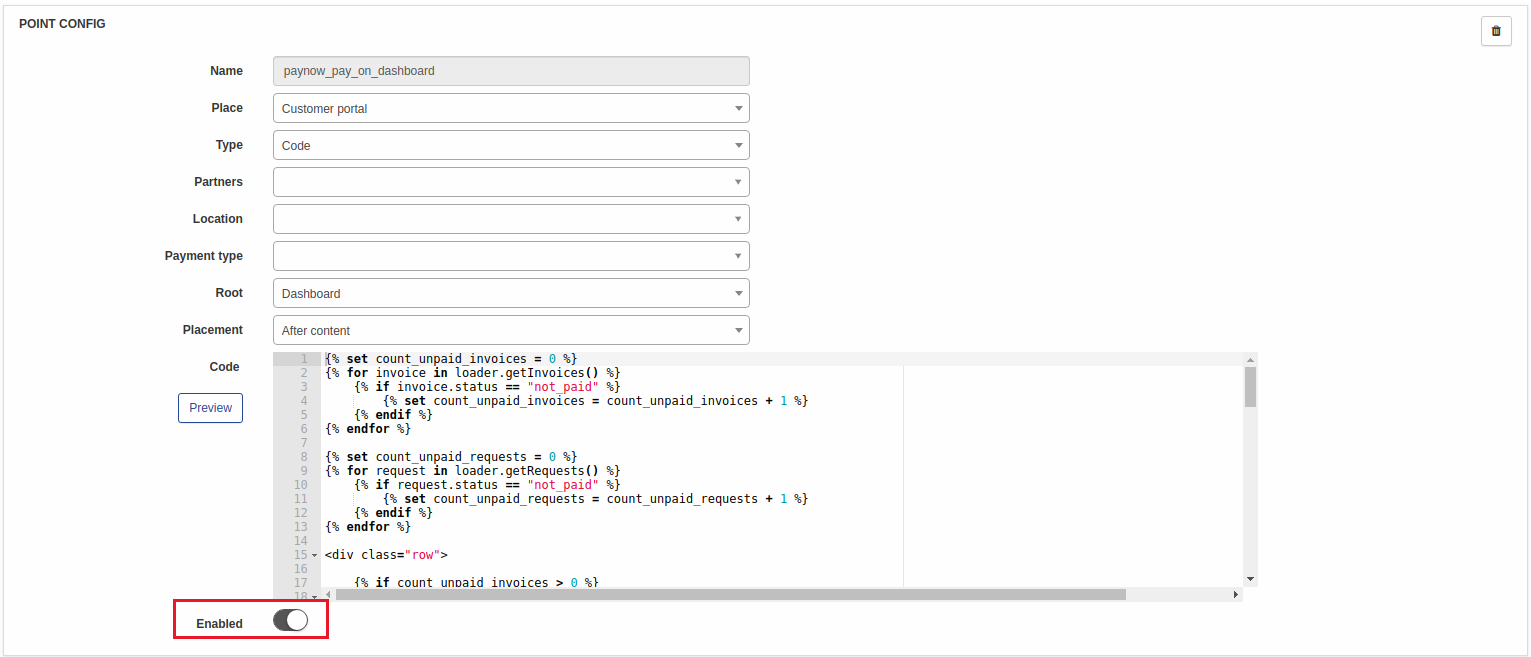 POINT CONFIG
Name paynow_pay_on_dashboard
Place Customer portal
Type Code
Partners
Location
Payment type
Root Dashboard
Placement After content
Code
Preview
1 {% set count_unpaid_invoices = 0 %}
2 {% for invoice in loader.getInvoices() %}
3     {% if invoice.status == "not_paid" %}
4         {% set count_unpaid_invoices = count_unpaid_invoices + 1 %}
5     {% endif %}
6 {% endfor %}
7
8 {% set count_unpaid_requests = 0 %}
9 {% for request in loader.getRequests() %}
10     {% if request.status == "not_paid" %}
11         {% set count_unpaid_requests = count_unpaid_requests + 1 %}
12     {% endif %}
13 {% endfor %}
14
15 <div class="row">
16
17     {% if count_unpaid_invoices > 0 %}
18
Enabled